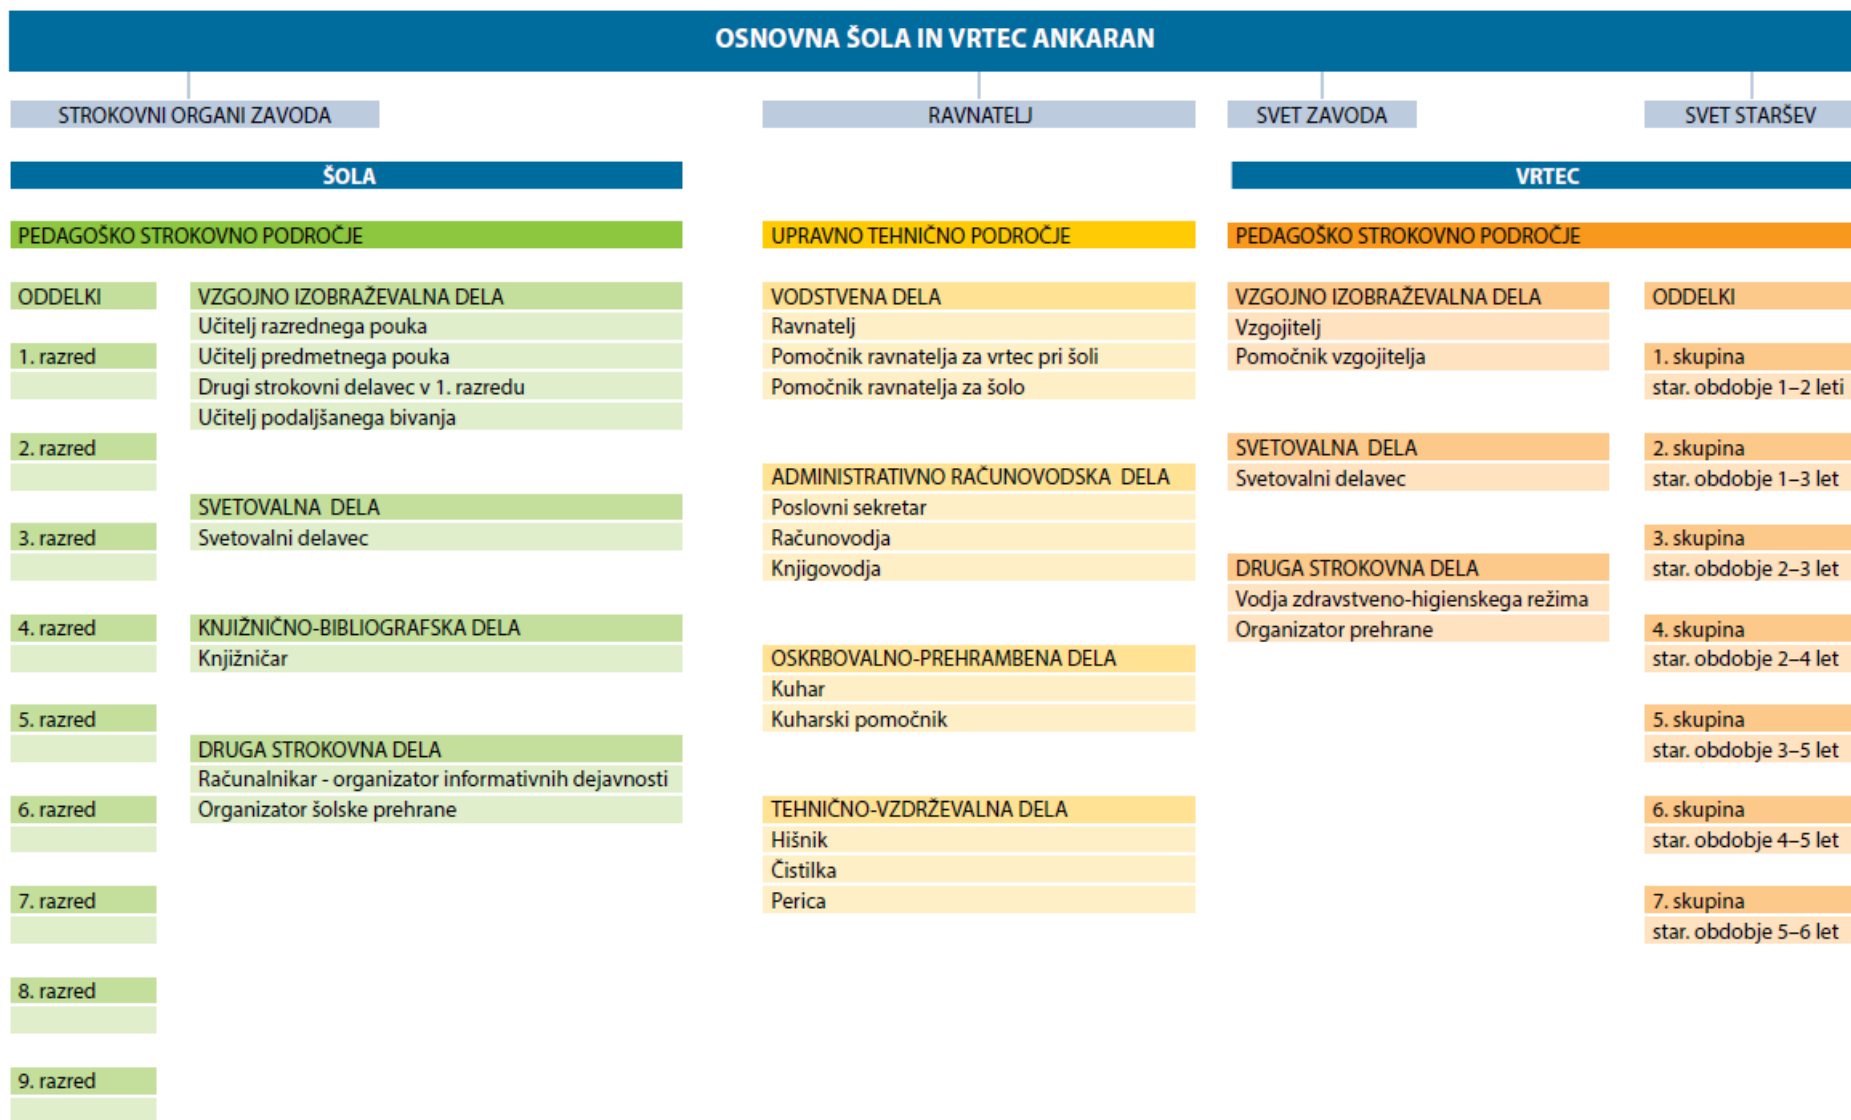 OSNOVNA ŠOLA IN VRTEC ANKARAN
STROKOVNI ORGANI ZAVODA
RAVNATELJ
SVET ZAVODA
SVET STARŠEV
ŠOLA
VRTEC
PEDAGOŠKO STROKOVNO PODROČJE
ODDELKI
1. razred
2. razred
3. razred
4. razred
5. razred
6. razred
7. razred
8. razred
9. razred
VZGOJNO IZOBRAŽEVALNA DELA
Učitelj razrednega pouka
Učitelj predmetnega pouka
Drugi strokovni delavec v 1. razredu
Učitelj podaljšanega bivanja
SVETOVALNA DELA
Svetovalni delavec
KNJIŽNIČNO-BIBLIOGRAFSKA DELA
Knjižničar
DRUGA STROKOVNA DELA
Računalnikar - organizator informativnih dejavnosti
Organizator šolske prehrane
UPRAVNO TEHNIČNO PODROČJE
VODSTVENA DELA
Ravnatelj
Pomočnik ravnatelja za vrtec pri šoli
Pomočnik ravnatelja za šolo
ADMINISTRATIVNO RAČUNOVODSKA DELA
Poslovni sekretar
Računovodja
Knjigovodja
OSKRBOVALNO-PREHRAMBENA DELA
Kuhar
Kuharski pomočnik
TEHNIČNO-VZDRŽEVALNA DELA
Hišnik
Čistilka
Perica
PEDAGOŠKO STROKOVNO PODROČJE
VZGOJNO IZOBRAŽEVALNA DELA
Vzgojitelj
Pomočnik vzgojitelja
SVETOVALNA DELA
Svetovalni delavec
DRUGA STROKOVNA DELA
Vodja zdravstveno-higienskega režima
Organizator prehrane
ODDELKI
1. skupina
star. obdobje 1–2 leti
2. skupina
star. obdobje 1–3 let
3. skupina
star. obdobje 2–3 let
4. skupina
star. obdobje 2–4 let
5. skupina
star. obdobje 3–5 let
6. skupina
star. obdobje 4–5 let
7. skupina
star. obdobje 5–6 let